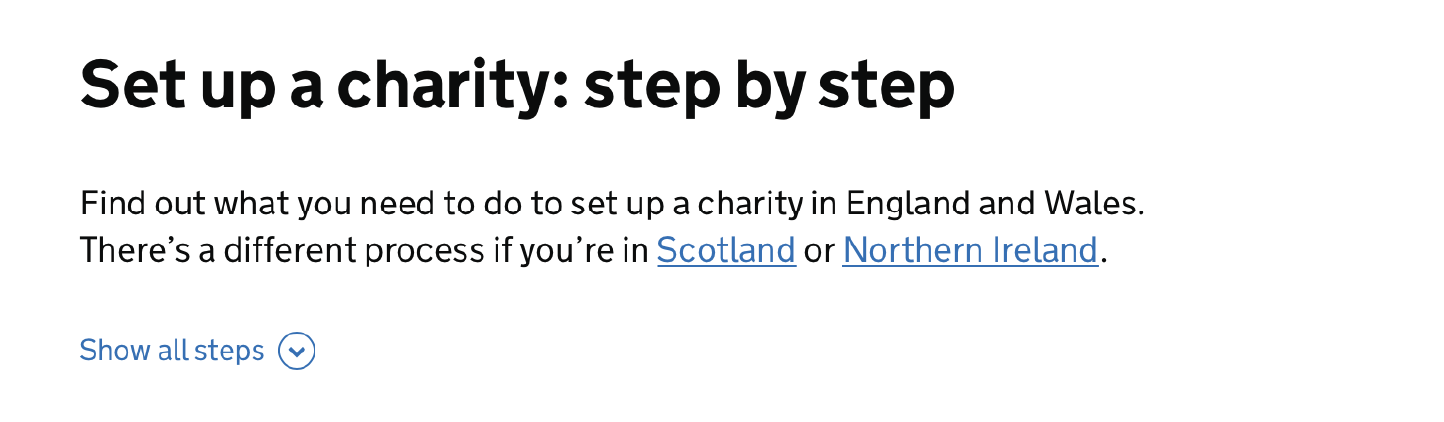 Set up a charity: step by step
Find out what you need to do to set up a charity in England and Wales.
There’s a different process if you’re in Scotland or Northern Ireland.
Show all steps